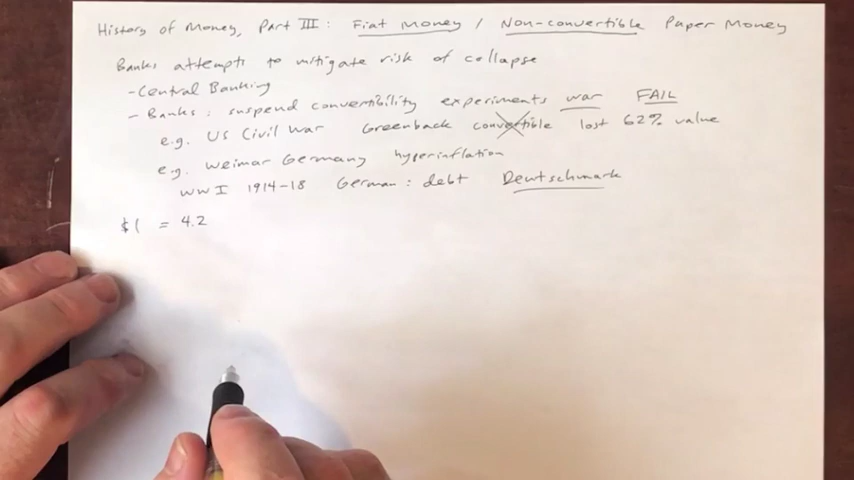 History of Money, Part III: Fiat Money / Non-convertible Paper Money
Banks attempts to mitigate risk of collapse
- Central Banking
- Banks: suspend convertibility experiments war FAIL
e.g. US Civil War Greenback convertible lost 62% value
e.g. Weimar Germany hyperinflation
WWI 1914-18 German: debt Deutschmark
$1 = 4.2